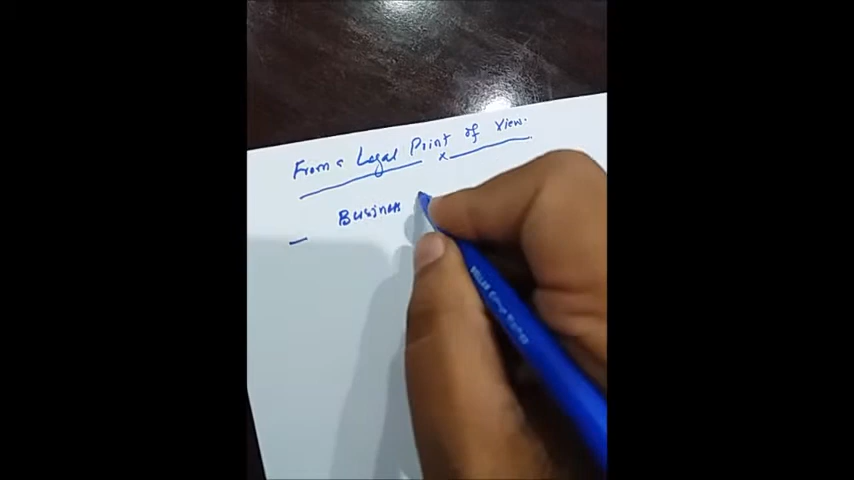 From a Legal Point of View.
x
— Business